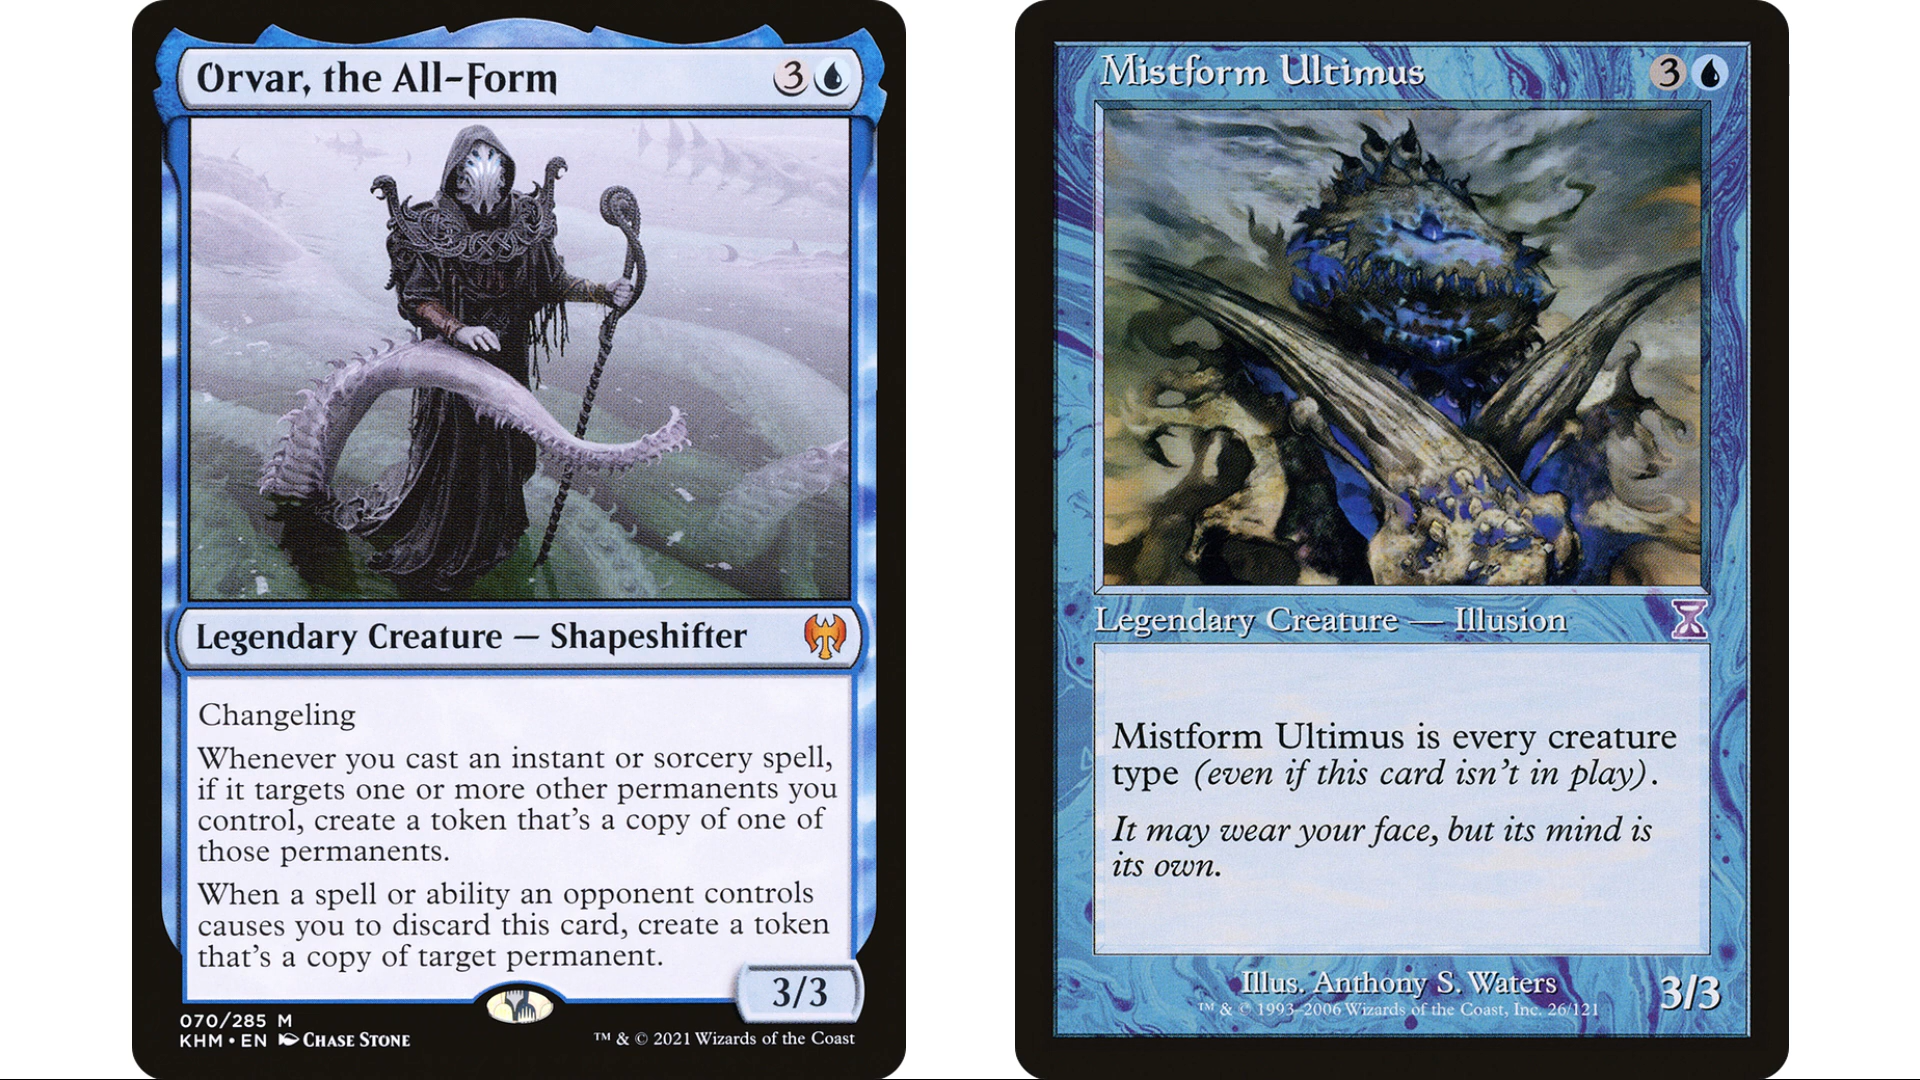 Orvar, the All-Form
3
Legendary Creature — Shapeshifter
Changeling
Whenever you cast an instant or sorcery spell,
if it targets one or more other permanents you
control, create a token that's a copy of one of
those permanents.
When a spell or ability an opponent controls
causes you to discard this card, create a token
that's a copy of target permanent.
3/3
070/285 M
KHM • EN CHASE STONE
™ & © 2021 Wizards of the Coast
Mistform Ultimus
3
Legendary Creature — Illusion
Mistform Ultimus is every creature
type (even if this card isn't in play).
It may wear your face, but its mind is
its own.
Illus. Anthony S. Waters
™ & © 1993–2006 Wizards of the Coast, Inc. 26/121
3/3